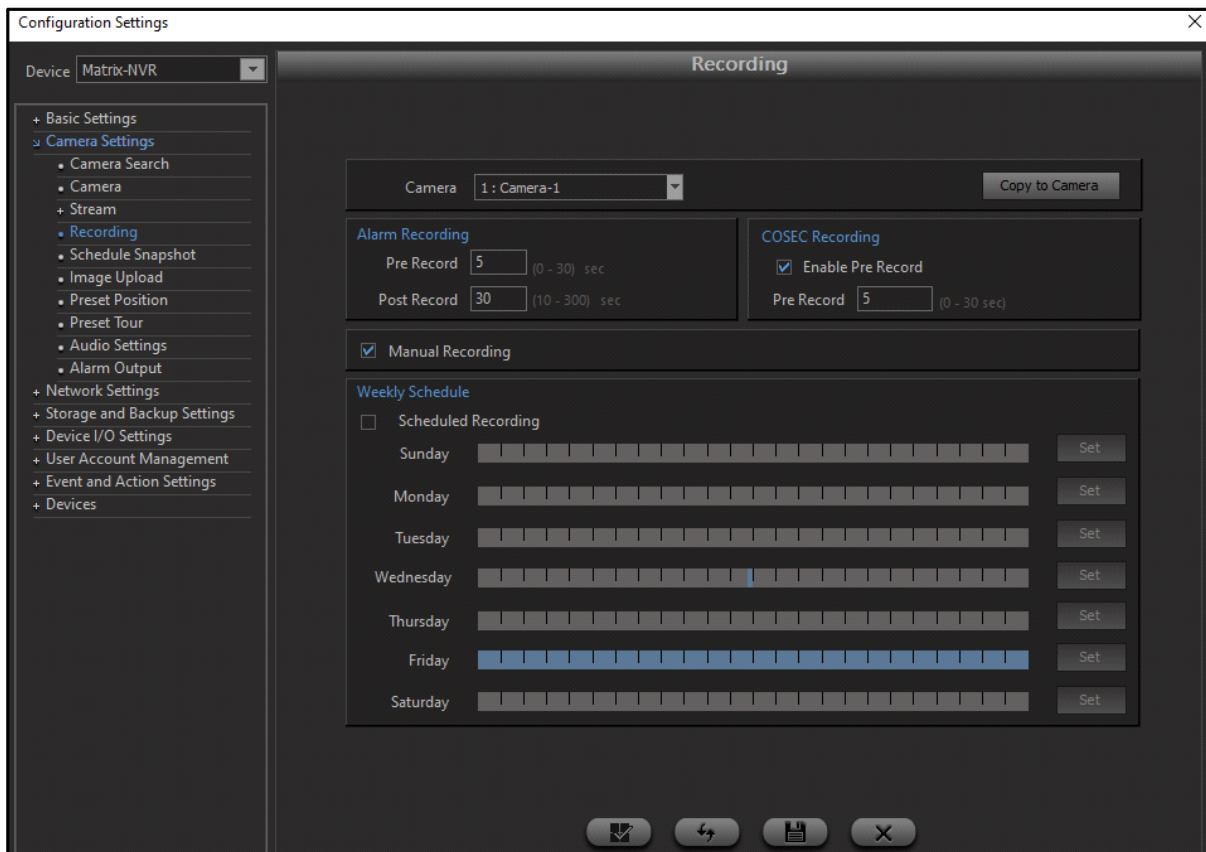 Configuration Settings
Device Matrix-NVR
Recording
+ Basic Settings
Camera Settings
Camera Search
Camera
+ Stream
Recording
Schedule Snapshot
Image Upload
Preset Position
Preset Tour
Audio Settings
Alarm Output
+ Network Settings
+ Storage and Backup Settings
+ Device I/O Settings
+ User Account Management
+ Event and Action Settings
+ Devices
Camera 1 : Camera-1 Copy to Camera
Alarm Recording
Pre Record 5 (0 - 30) sec
Post Record 30 (10 - 300) sec
COSEC Recording
Enable Pre Record
Pre Record 5 (0 - 30 sec)
Manual Recording
Weekly Schedule
Scheduled Recording
Sunday Set
Monday Set
Tuesday Set
Wednesday Set
Thursday Set
Friday Set
Saturday Set